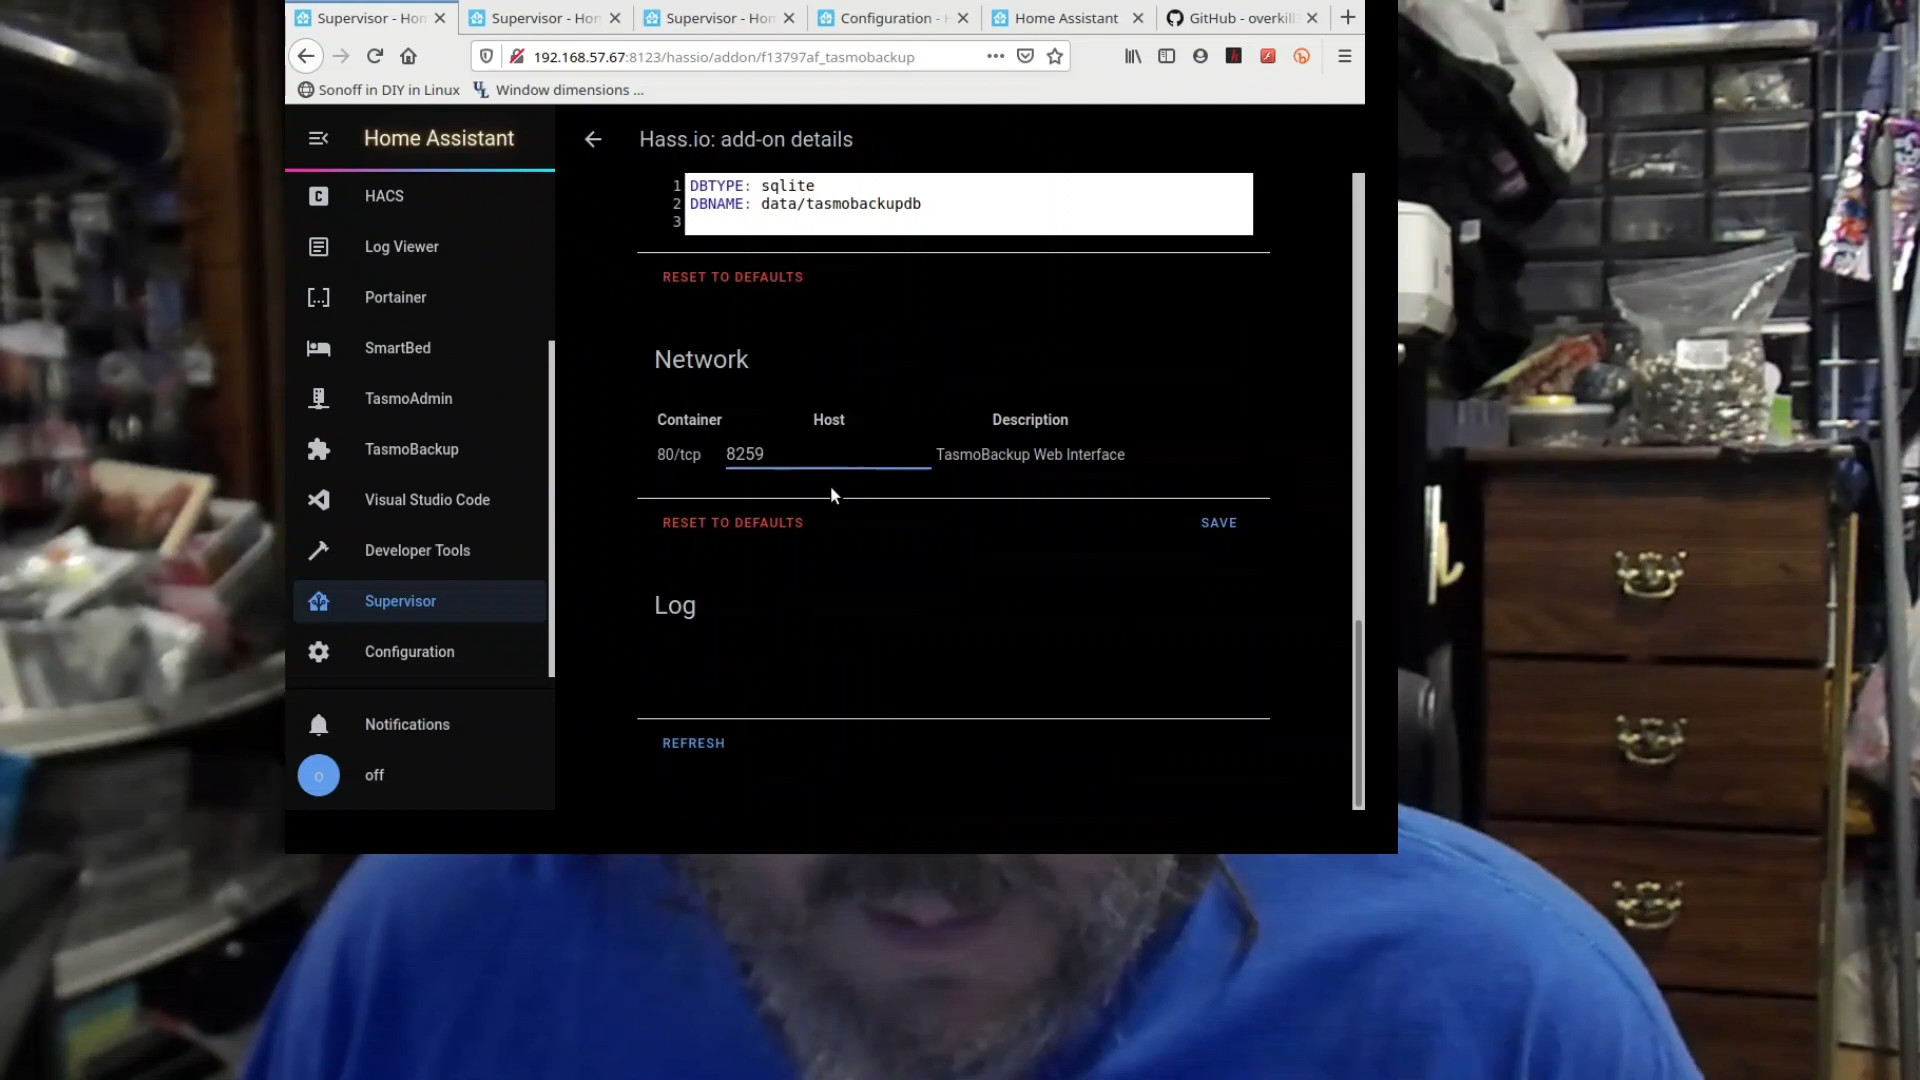 Supervisor - Hom
Supervisor - Hom
Supervisor - Hom
Configuration - H
Home Assistant
GitHub - overkill
192.168.57.67:8123/hassio/addon/f13797af_tasmobackup
Sonoff in DIY in Linux
Window dimensions ...
Home Assistant
Hass.io: add-on details
HACS
Log Viewer
Portainer
SmartBed
TasmoAdmin
TasmoBackup
Visual Studio Code
Developer Tools
Supervisor
Configuration
Notifications
o
off
1 DBTYPE: sqlite
2 DBNAME: data/tasmobackupdb
3
RESET TO DEFAULTS
Network
Container Host Description
80/tcp 8259 TasmoBackup Web Interface
RESET TO DEFAULTS SAVE
Log
REFRESH